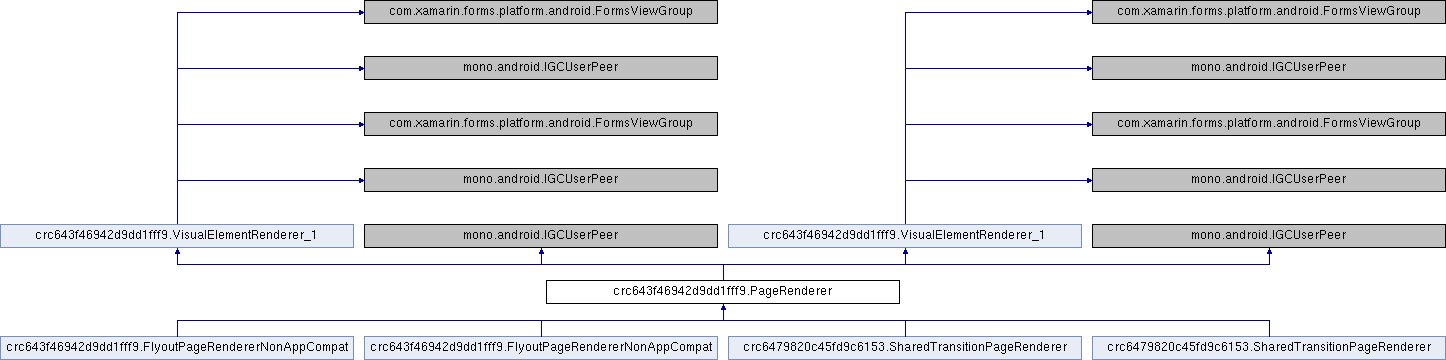 com.xamarin.forms.platform.android.FormsViewGroup
com.xamarin.forms.platform.android.FormsViewGroup
mono.android.IGCUserPeer
mono.android.IGCUserPeer
com.xamarin.forms.platform.android.FormsViewGroup
com.xamarin.forms.platform.android.FormsViewGroup
mono.android.IGCUserPeer
mono.android.IGCUserPeer
crc643f46942d9dd1fff9.VisualElementRenderer_1
mono.android.IGCUserPeer
crc643f46942d9dd1fff9.VisualElementRenderer_1
mono.android.IGCUserPeer
crc643f46942d9dd1fff9.PageRenderer
crc643f46942d9dd1fff9.FlyoutPageRendererNonAppCompat
crc643f46942d9dd1fff9.FlyoutPageRendererNonAppCompat
crc6479820c45fd9c6153.SharedTransitionPageRenderer
crc6479820c45fd9c6153.SharedTransitionPageRenderer